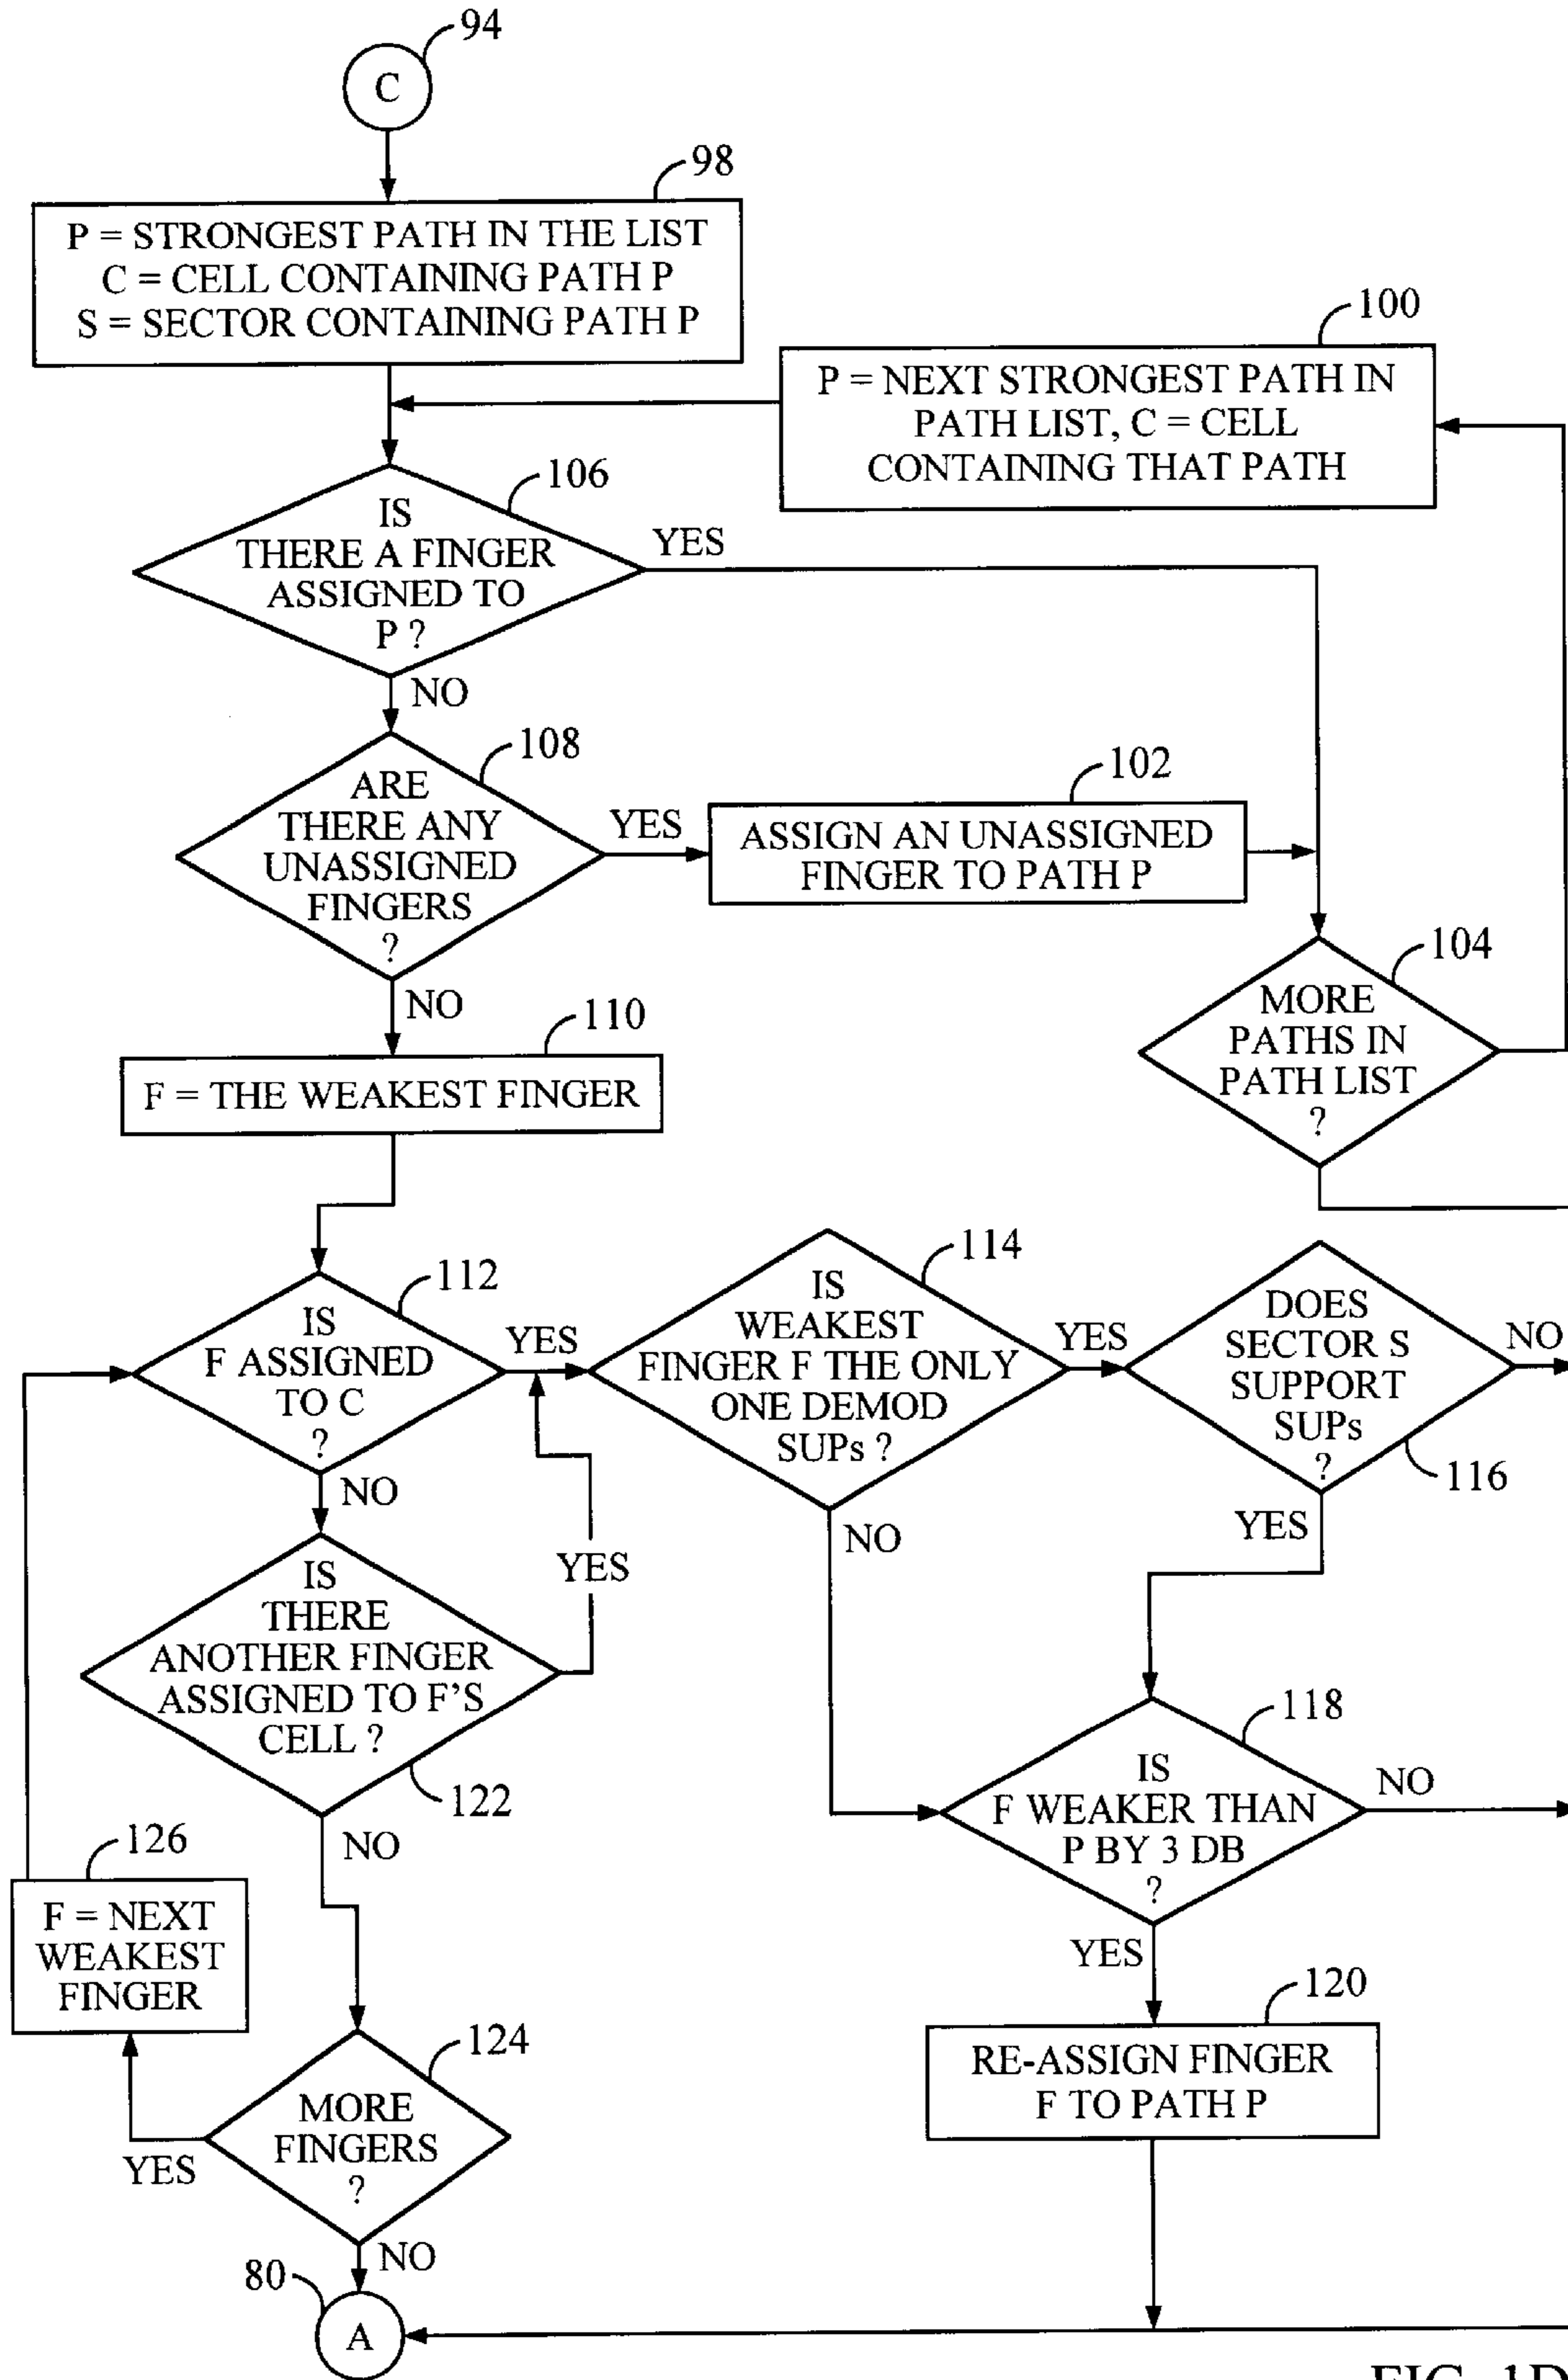 94
C
98
P = STRONGEST PATH IN THE LIST
C = CELL CONTAINING PATH P
S = SECTOR CONTAINING PATH P
100
P = NEXT STRONGEST PATH IN
PATH LIST, C = CELL
CONTAINING THAT PATH
106
IS
THERE A FINGER
ASSIGNED TO
P ?
YES
NO
108
ARE
THERE ANY
UNASSIGNED
FINGERS
?
YES
102
ASSIGN AN UNASSIGNED
FINGER TO PATH P
104
MORE
PATHS IN
PATH LIST
?
NO
110
F = THE WEAKEST FINGER
112
IS
F ASSIGNED
TO C
?
YES
114
IS
WEAKEST
FINGER F THE ONLY
ONE DEMOD
SUPs ?
YES
DOES
SECTOR S
SUPPORT
SUPs
?
NO
116
NO
YES
NO
YES
IS
THERE
ANOTHER FINGER
ASSIGNED TO F'S
CELL ?
122
118
IS
F WEAKER THAN
P BY 3 DB
?
NO
NO
126
F = NEXT
WEAKEST
FINGER
YES
120
RE-ASSIGN FINGER
F TO PATH P
124
MORE
FINGERS
?
YES
NO
80
A